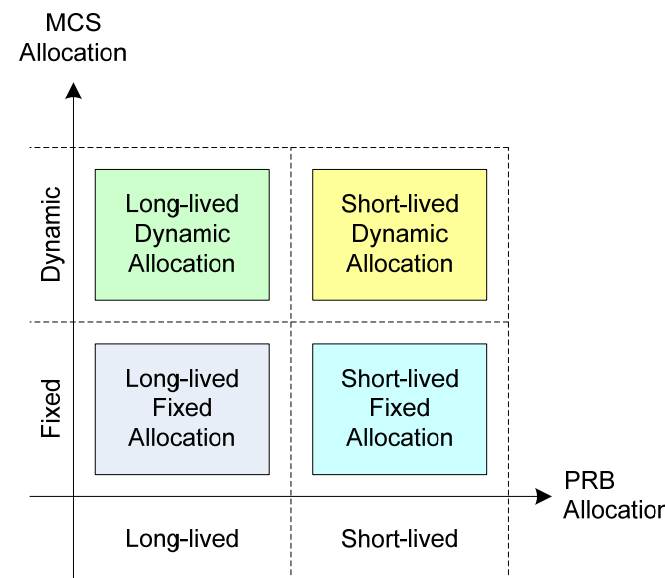 MCS
Allocation
Dynamic
Long-lived
Dynamic
Allocation
Short-lived
Dynamic
Allocation
Fixed
Long-lived
Fixed
Allocation
Short-lived
Fixed
Allocation
PRB
Allocation
Long-lived
Short-lived